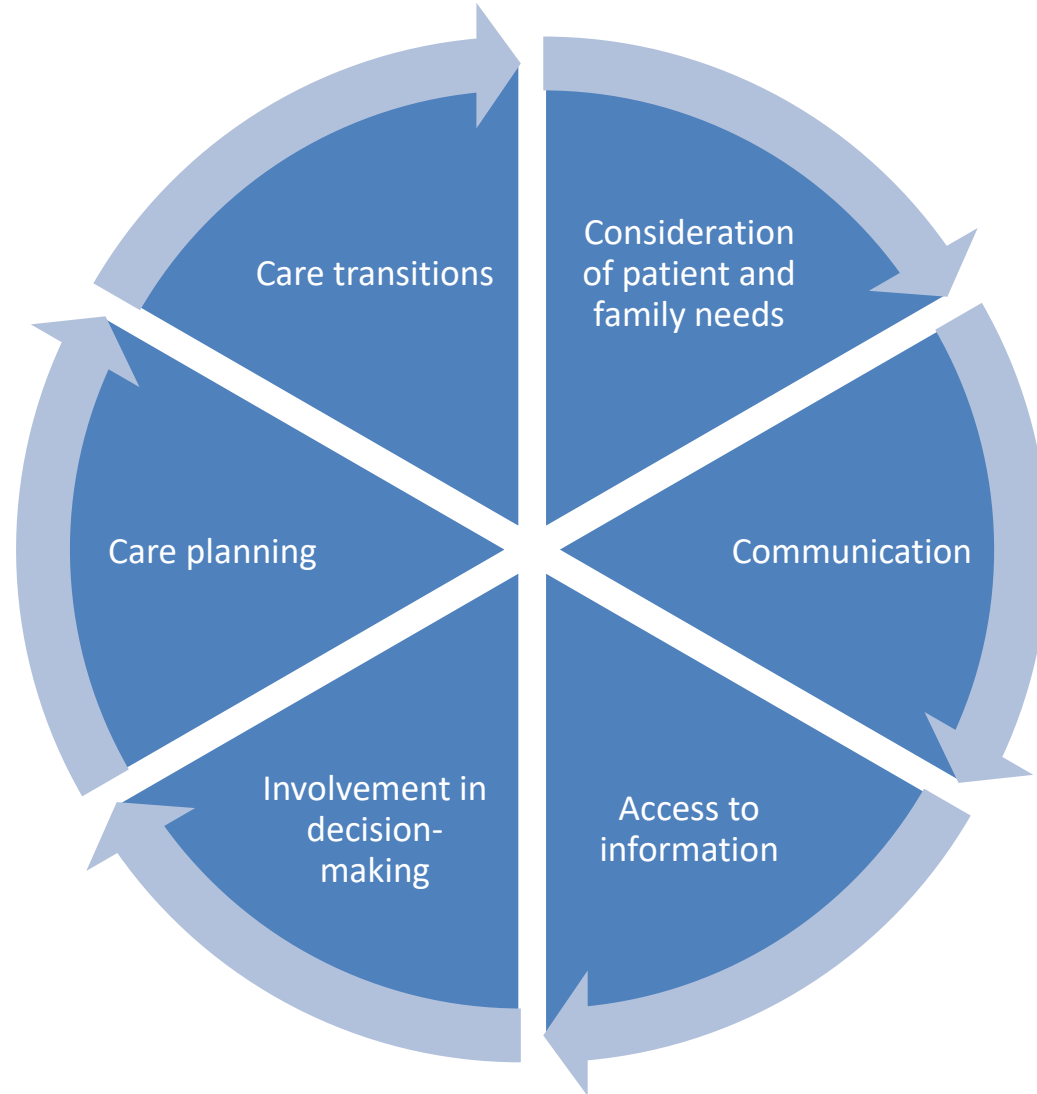 Consideration
of patient and
family needs
Communication
Access to
information
Involvement in
decision-
making
Care planning
Care transitions